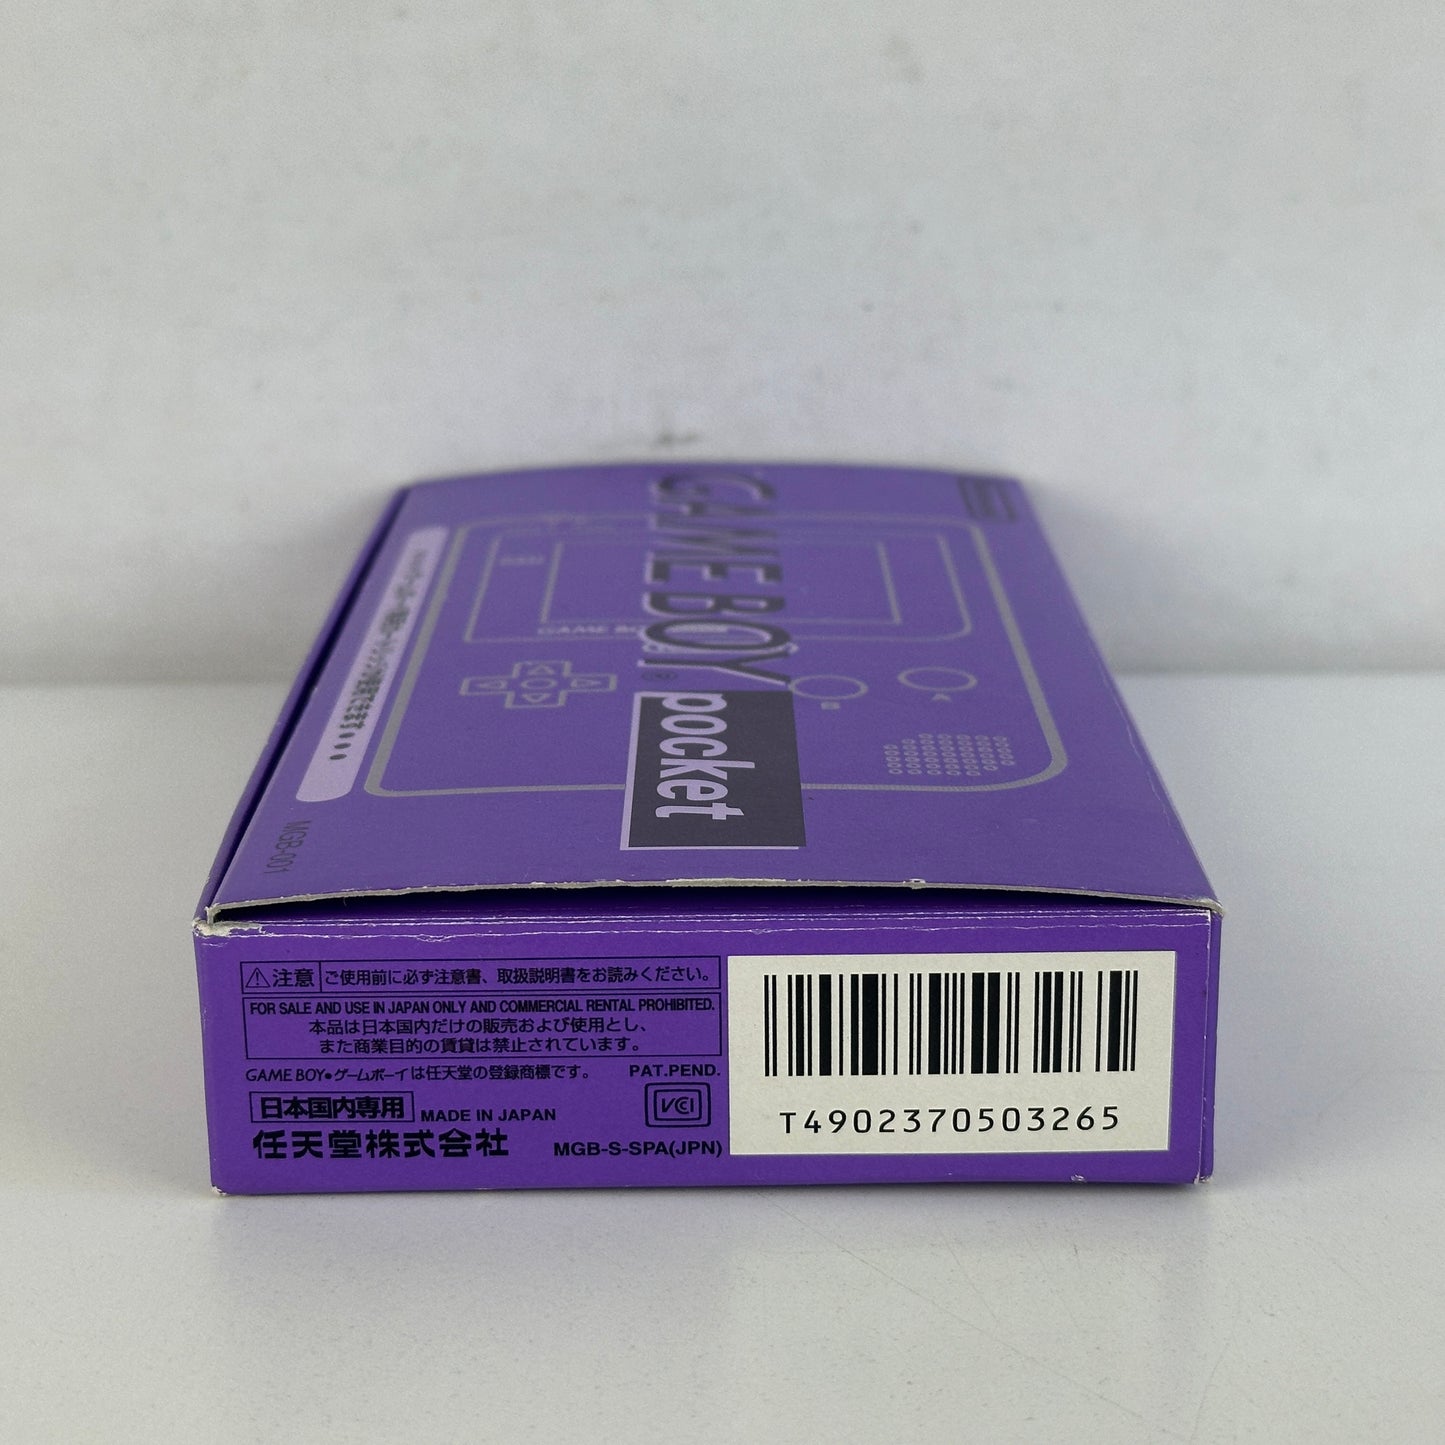 GAME BOY
pocket
MGB-001
B
A
⚠注意 ご使用前に必ず注意書、取扱説明書をお読みください。
FOR SALE AND USE IN JAPAN ONLY AND COMMERCIAL RENTAL PROHIBITED.
本品は日本国内だけの販売および使用とし、
また商業目的の賃貸は禁止されています。
GAME BOY●ゲームボーイは任天堂の登録商標です。 PAT.PEND.
日本国内専用 MADE IN JAPAN VCI
任天堂株式会社 MGB-S-SPA(JPN)
T4902370503265